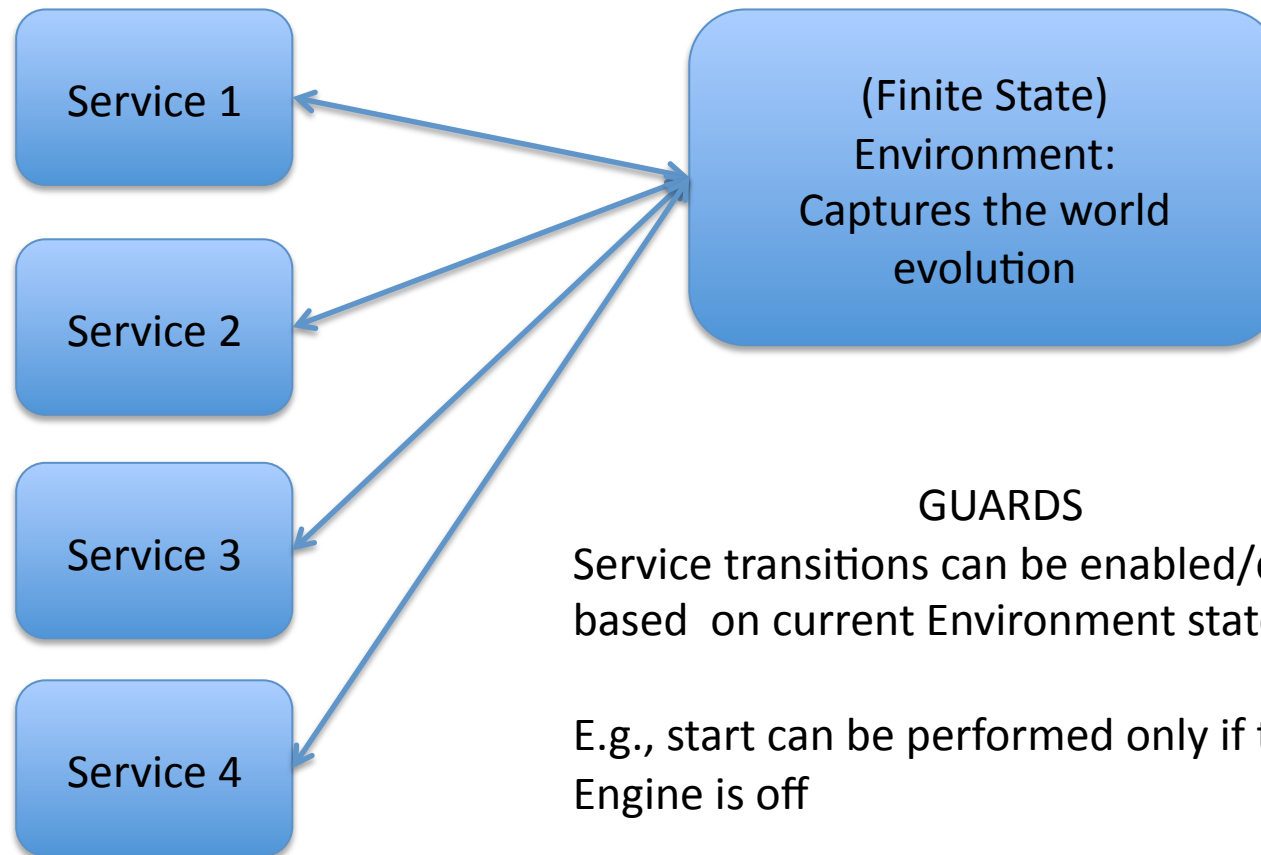 Service 1
(Finite State)
Environment:
Captures the world
evolution
Service 2
Service 3
GUARDS
Service transitions can be enabled/
based on current Environment
E.g., start can be performed only if
Engine is off
Service 4